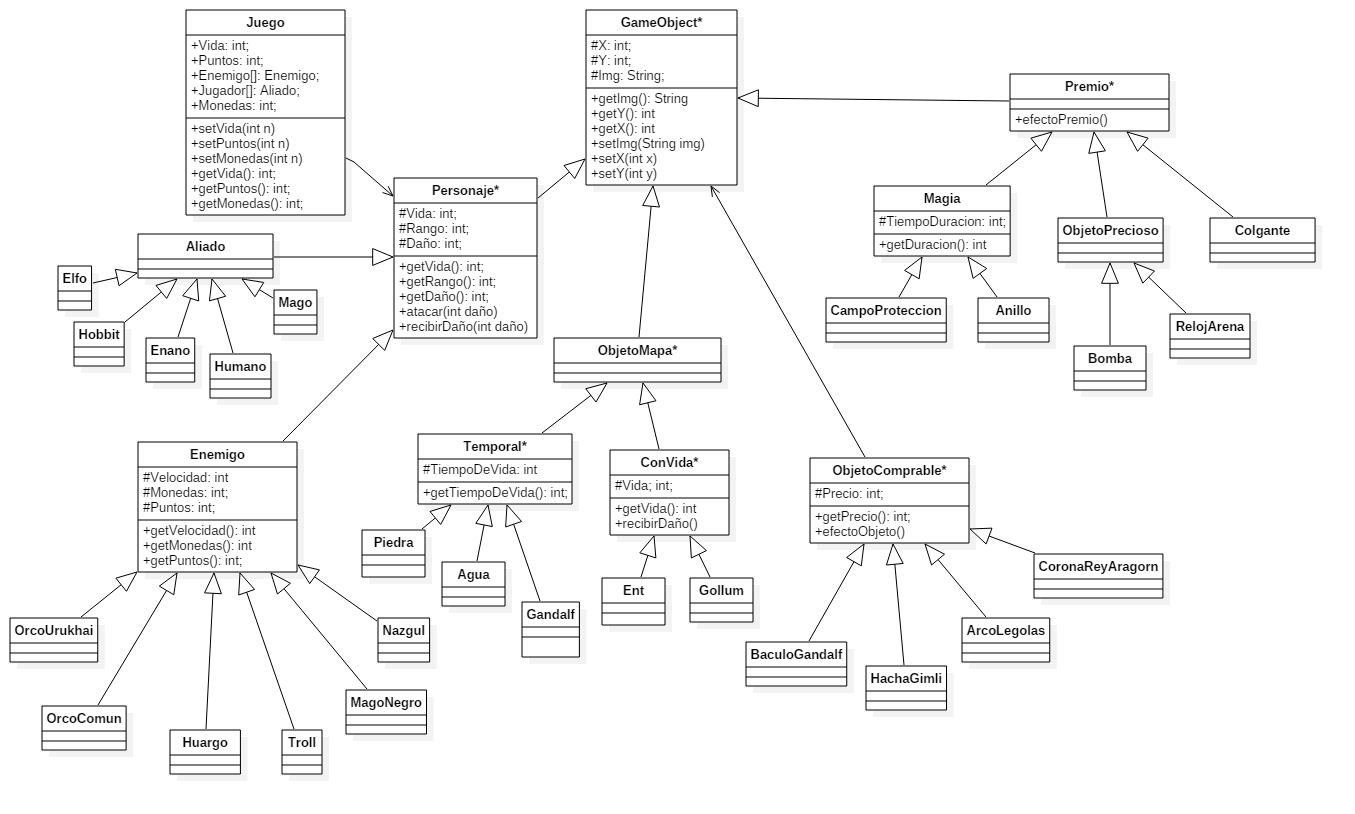 Juego
+Vida: int;
+Puntos: int;
+Enemigo[]: Enemigo;
+Jugador[]: Aliado;
+Monedas: int;
+setVida(int n)
+setPuntos(int n)
+setMonedas(int n)
+getVida(): int;
+getPuntos(): int;
+getMonedas(): int;
GameObject*
#X: int;
#Y: int;
#Img: String;
+getImg(): String
+getY(): int
+getX(): int
+setImg(String img)
+setX(int x)
+setY(int y)
Premio*
+efectoPremio()
Personaje*
#Vida: int;
#Rango: int;
#Daño: int;
+getVida(): int;
+getRango(): int;
+getDaño(): int;
+atacar(int daño)
+recibirDaño(int daño)
Magia
#TiempoDuracion: int;
+getDuracion(): int
ObjetoPrecioso
Colgante
Aliado
Elfo
Hobbit
Enano
Humano
Mago
CampoProteccion
Anillo
Bomba
RelojArena
ObjetoMapa*
Enemigo
#Velocidad: int
#Monedas: int;
#Puntos: int;
+getVelocidad(): int
+getMonedas(): int
+getPuntos(): int;
Temporal*
#TiempoDeVida: int
+getTiempoDeVida(): int;
ConVida*
#Vida; int;
+getVida(): int
+recibirDaño()
ObjetoComprable*
#Precio: int;
+getPrecio(): int;
+efectoObjeto()
Piedra
Agua
Gandalf
Ent
Gollum
CoronaReyAragorn
ArcoLegolas
BaculoGandalf
HachaGimli
OrcoUrukhai
OrcoComun
Huargo
Troll
MagoNegro
Nazgul